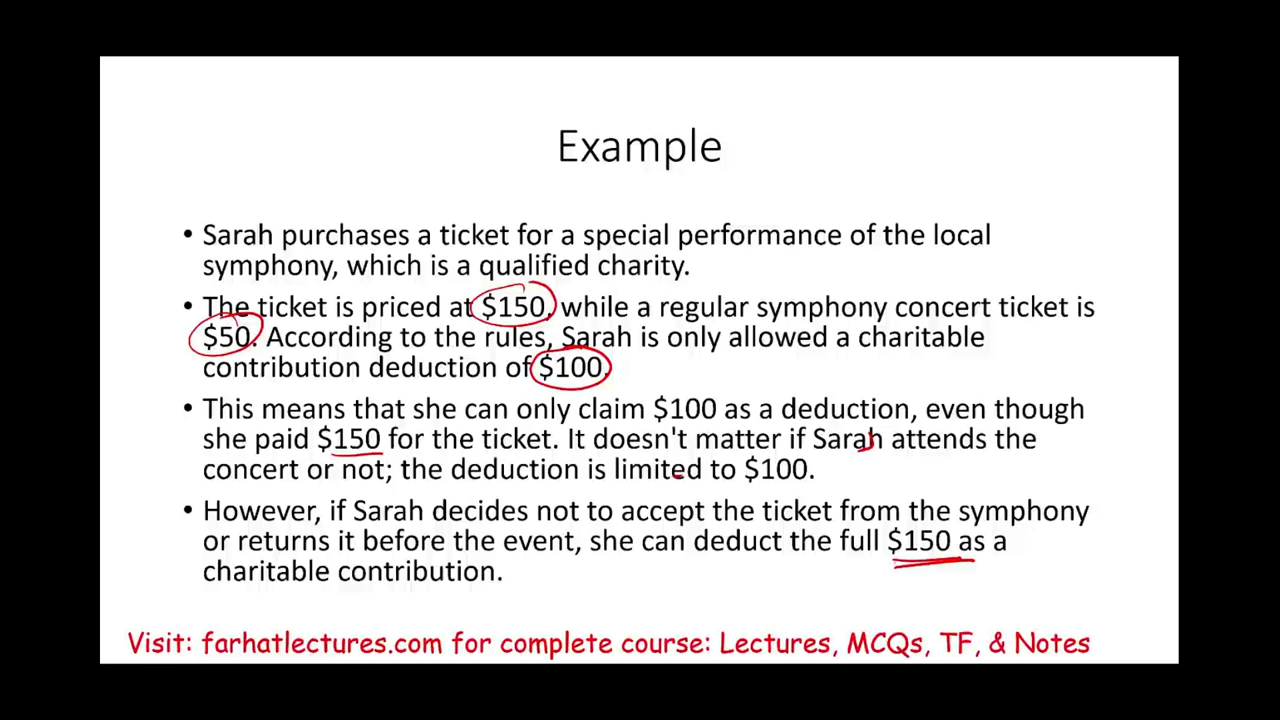 Example
• Sarah purchases a ticket for a special performance of the local
symphony, which is a qualified charity.
• The ticket is priced at $150, while a regular symphony concert ticket is
$50. According to the rules, Sarah is only allowed a charitable
contribution deduction of $100.
• This means that she can only claim $100 as a deduction, even though
she paid $150 for the ticket. It doesn't matter if Sarah attends the
concert or not; the deduction is limited to $100.
• However, if Sarah decides not to accept the ticket from the symphony
or returns it before the event, she can deduct the full $150 as a
charitable contribution.
Visit: farhatlectures.com for complete course: Lectures, MCQs, TF, & Notes